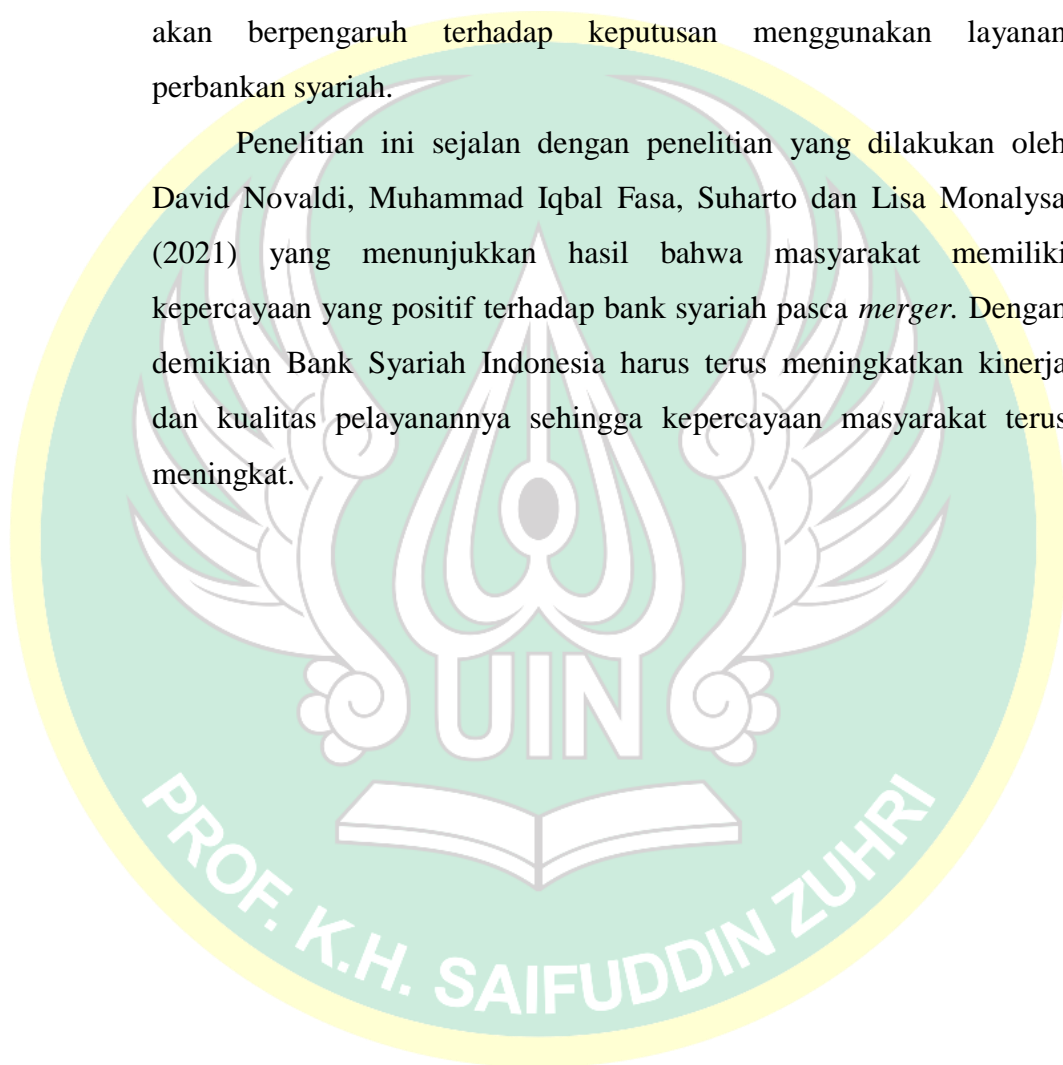 akan berpengaruh terhadap keputusan menggunakan layanan
perbankan syariah.
Penelitian ini sejalan dengan penelitian yang dilakukan oleh
David Novaldi, Muhammad Iqbal Fasa, Suharto dan Lisa Monalysa
(2021) yang menunjukkan hasil bahwa masyarakat memiliki
kepercayaan yang positif terhadap bank syariah pasca merger. Dengan
demikian Bank Syariah Indonesia harus terus meningkatkan kinerja
dan kualitas pelayanannya sehingga kepercayaan masyarakat terus
meningkat.
UIN
PROF. K.H. SAIFUDDIN ZUHRI